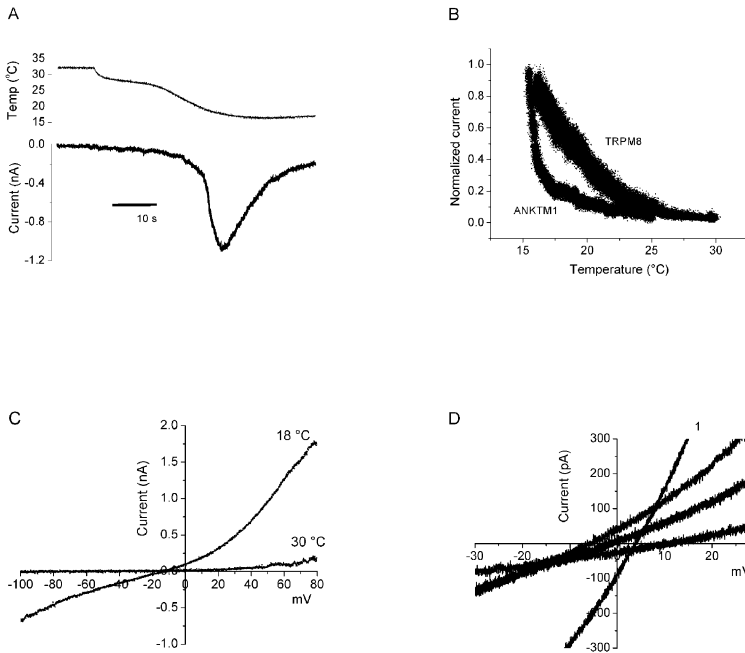 A
Temp (°C)
35
30
25
20
15
Current (nA)
0.0
-0.4
-0.8
-1.2
10 s
B
Normalized current
1.0
0.8
0.6
0.4
0.2
0.0
TRPM8
ANKTM1
15 20 25 30
Temperature (°C)
C
Current (nA)
2.0
1.5
1.0
0.5
0
-0.5
-1.0
18 °C
30 °C
-100 -80 -60 -40 -20 0 20 40 60 80
mV
D
1
Current (pA)
300
200
100
-100
-200
-300
-30 -20 -10 0 10 20
mV